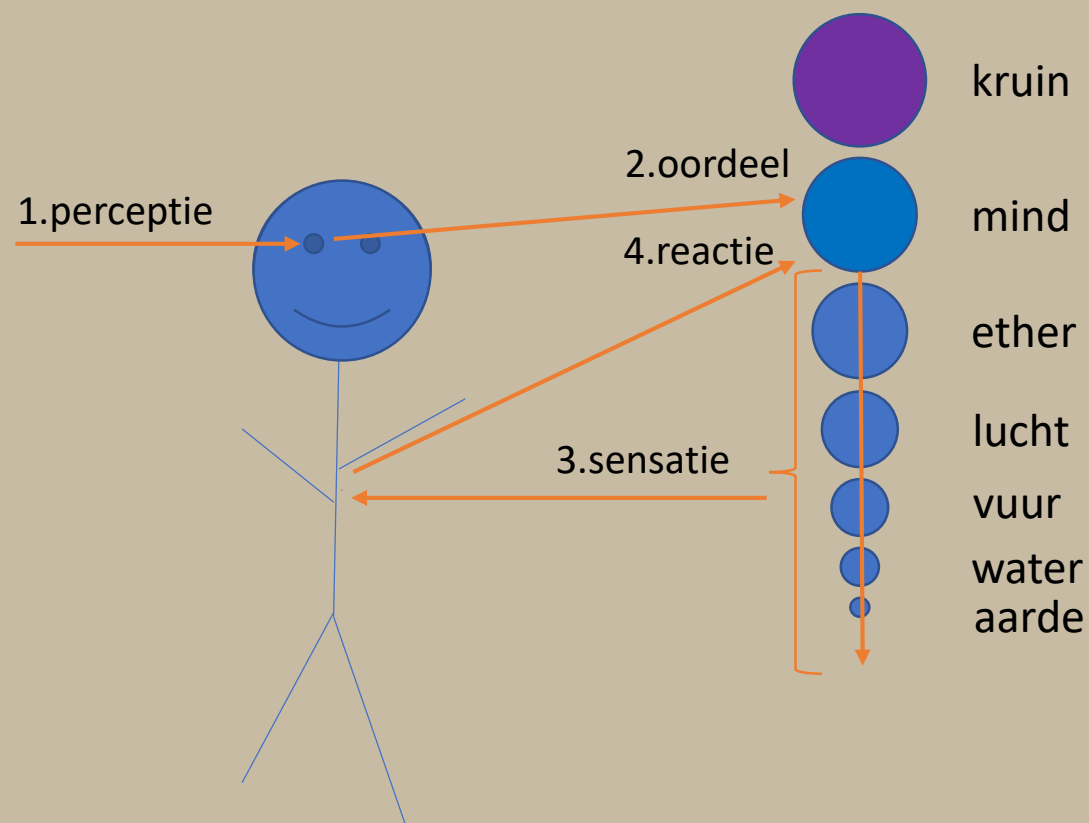 1.perceptie
2.oordeel
4.reactie
3.sensatie
kruin
mind
ether
lucht
vuur
water
aarde